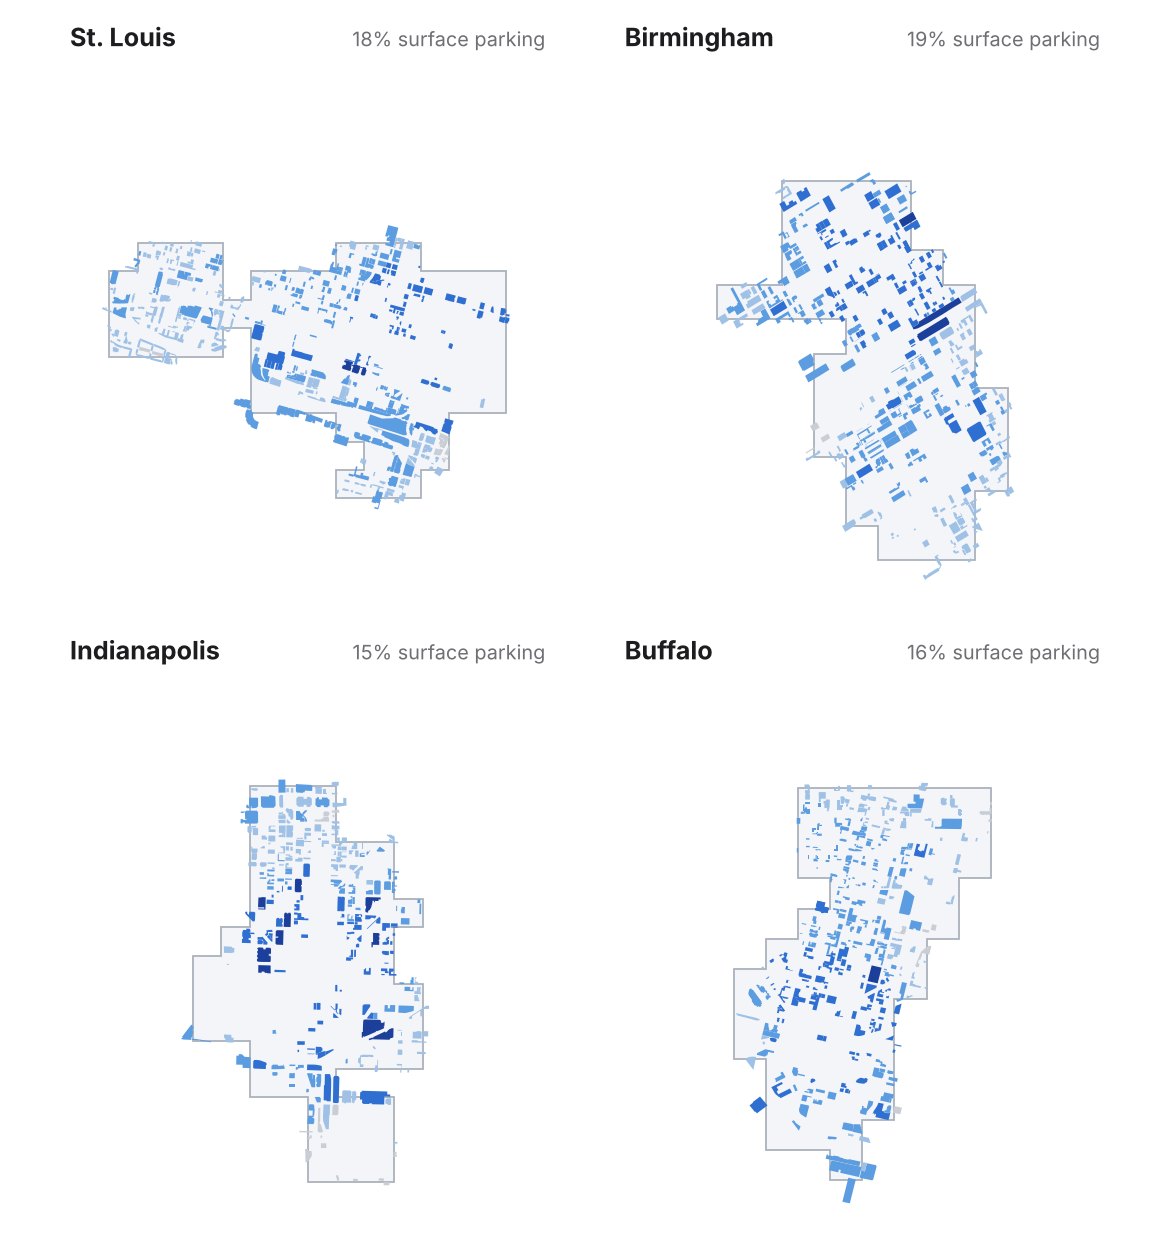 St. Louis 18% surface parking
Birmingham 19% surface parking
Indianapolis 15% surface parking
Buffalo 16% surface parking